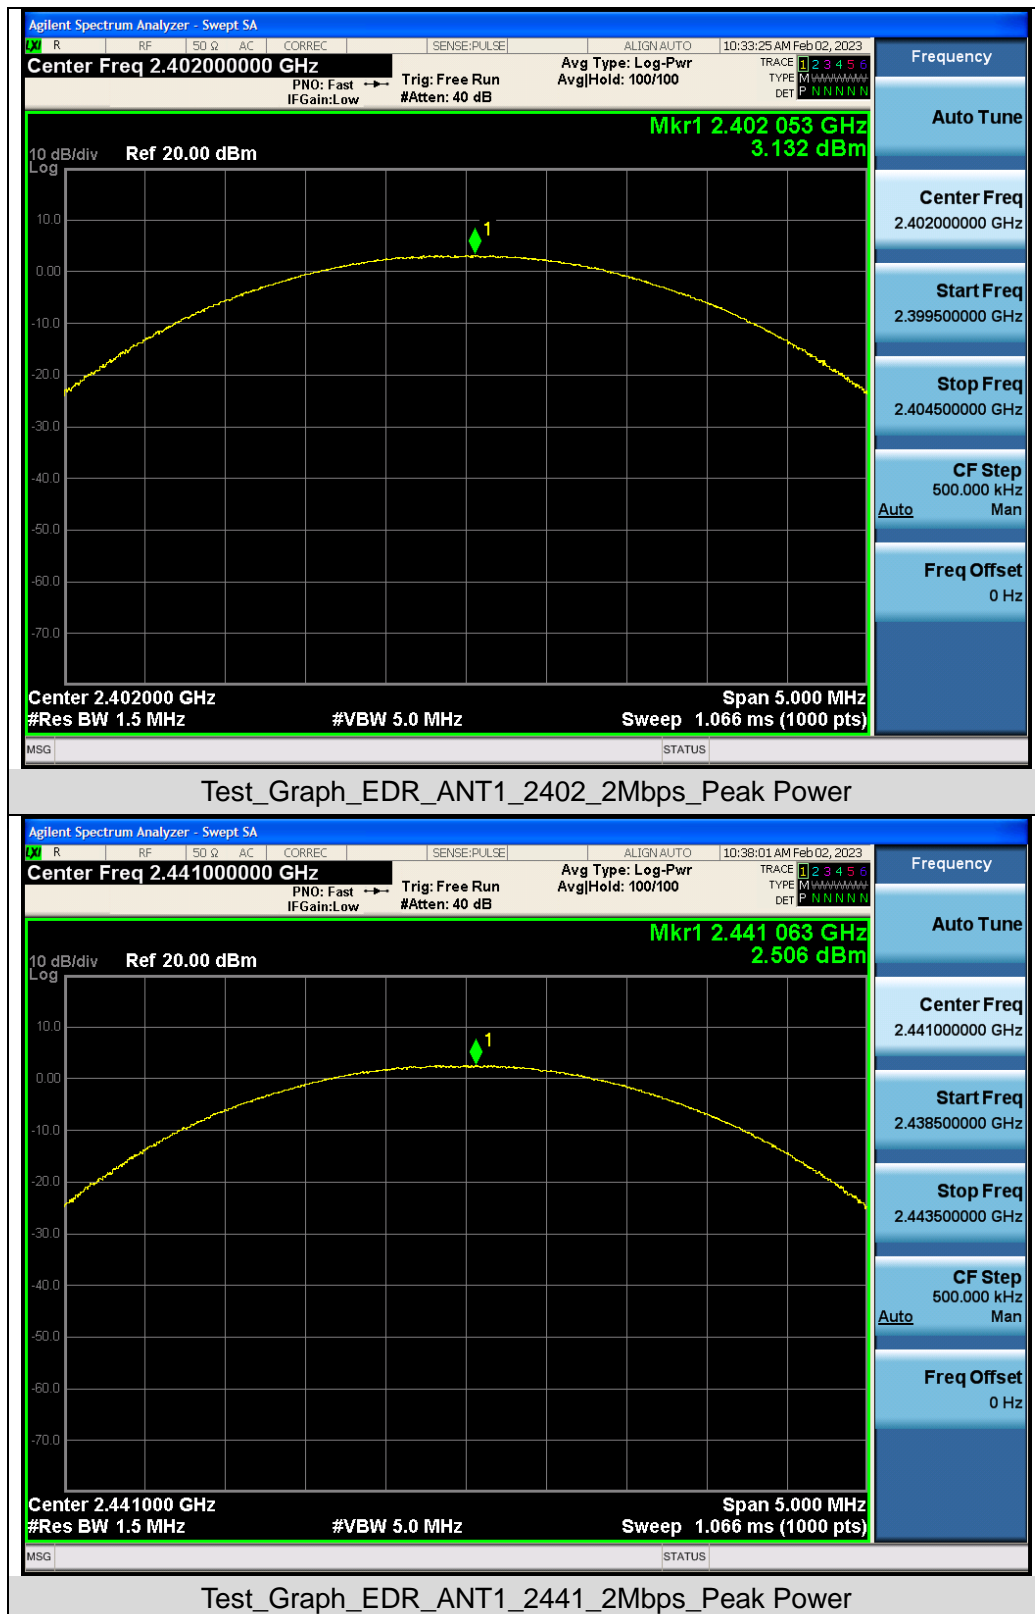 Agilent Spectrum Analyzer - Swept SA
LXI R RF 50 Ω AC CORREC SENSE:PULSE ALIGN AUTO 10:33:25 AM Feb 02, 2023
Center Freq 2.402000000 GHz
PNO: Fast
IFGain:Low
Trig: Free Run
#Atten: 40 dB
Avg Type: Log-Pwr
Avg|Hold: 100/100
TRACE 1 2 3 4 5 6
TYPE M
DET P N N N N N
Mkr1 2.402 053 GHz
3.132 dBm
10 dB/div
Log
Ref 20.00 dBm
10.0
0.00
-10.0
-20.0
-30.0
-40.0
-50.0
-60.0
-70.0
1
Center 2.402000 GHz
#Res BW 1.5 MHz
#VBW 5.0 MHz
Span 5.000 MHz
Sweep 1.066 ms (1000 pts)
MSG
STATUS
Frequency
Auto Tune
Center Freq
2.402000000 GHz
Start Freq
2.399500000 GHz
Stop Freq
2.404500000 GHz
CF Step
500.000 kHz
Auto Man
Freq Offset
0 Hz
Test_Graph_EDR_ANT1_2402_2Mbps_Peak Power
Agilent Spectrum Analyzer - Swept SA
LXI R RF 50 Ω AC CORREC SENSE:PULSE ALIGN AUTO 10:38:01 AM Feb 02, 2023
Center Freq 2.441000000 GHz
PNO: Fast
IFGain:Low
Trig: Free Run
#Atten: 40 dB
Avg Type: Log-Pwr
Avg|Hold: 100/100
TRACE 1 2 3 4 5 6
TYPE M
DET P N N N N N
Mkr1 2.441 063 GHz
2.506 dBm
10 dB/div
Log
Ref 20.00 dBm
10.0
0.00
-10.0
-20.0
-30.0
-40.0
-50.0
-60.0
-70.0
1
Center 2.441000 GHz
#Res BW 1.5 MHz
#VBW 5.0 MHz
Span 5.000 MHz
Sweep 1.066 ms (1000 pts)
MSG
STATUS
Frequency
Auto Tune
Center Freq
2.441000000 GHz
Start Freq
2.438500000 GHz
Stop Freq
2.443500000 GHz
CF Step
500.000 kHz
Auto Man
Freq Offset
0 Hz
Test_Graph_EDR_ANT1_2441_2Mbps_Peak Power